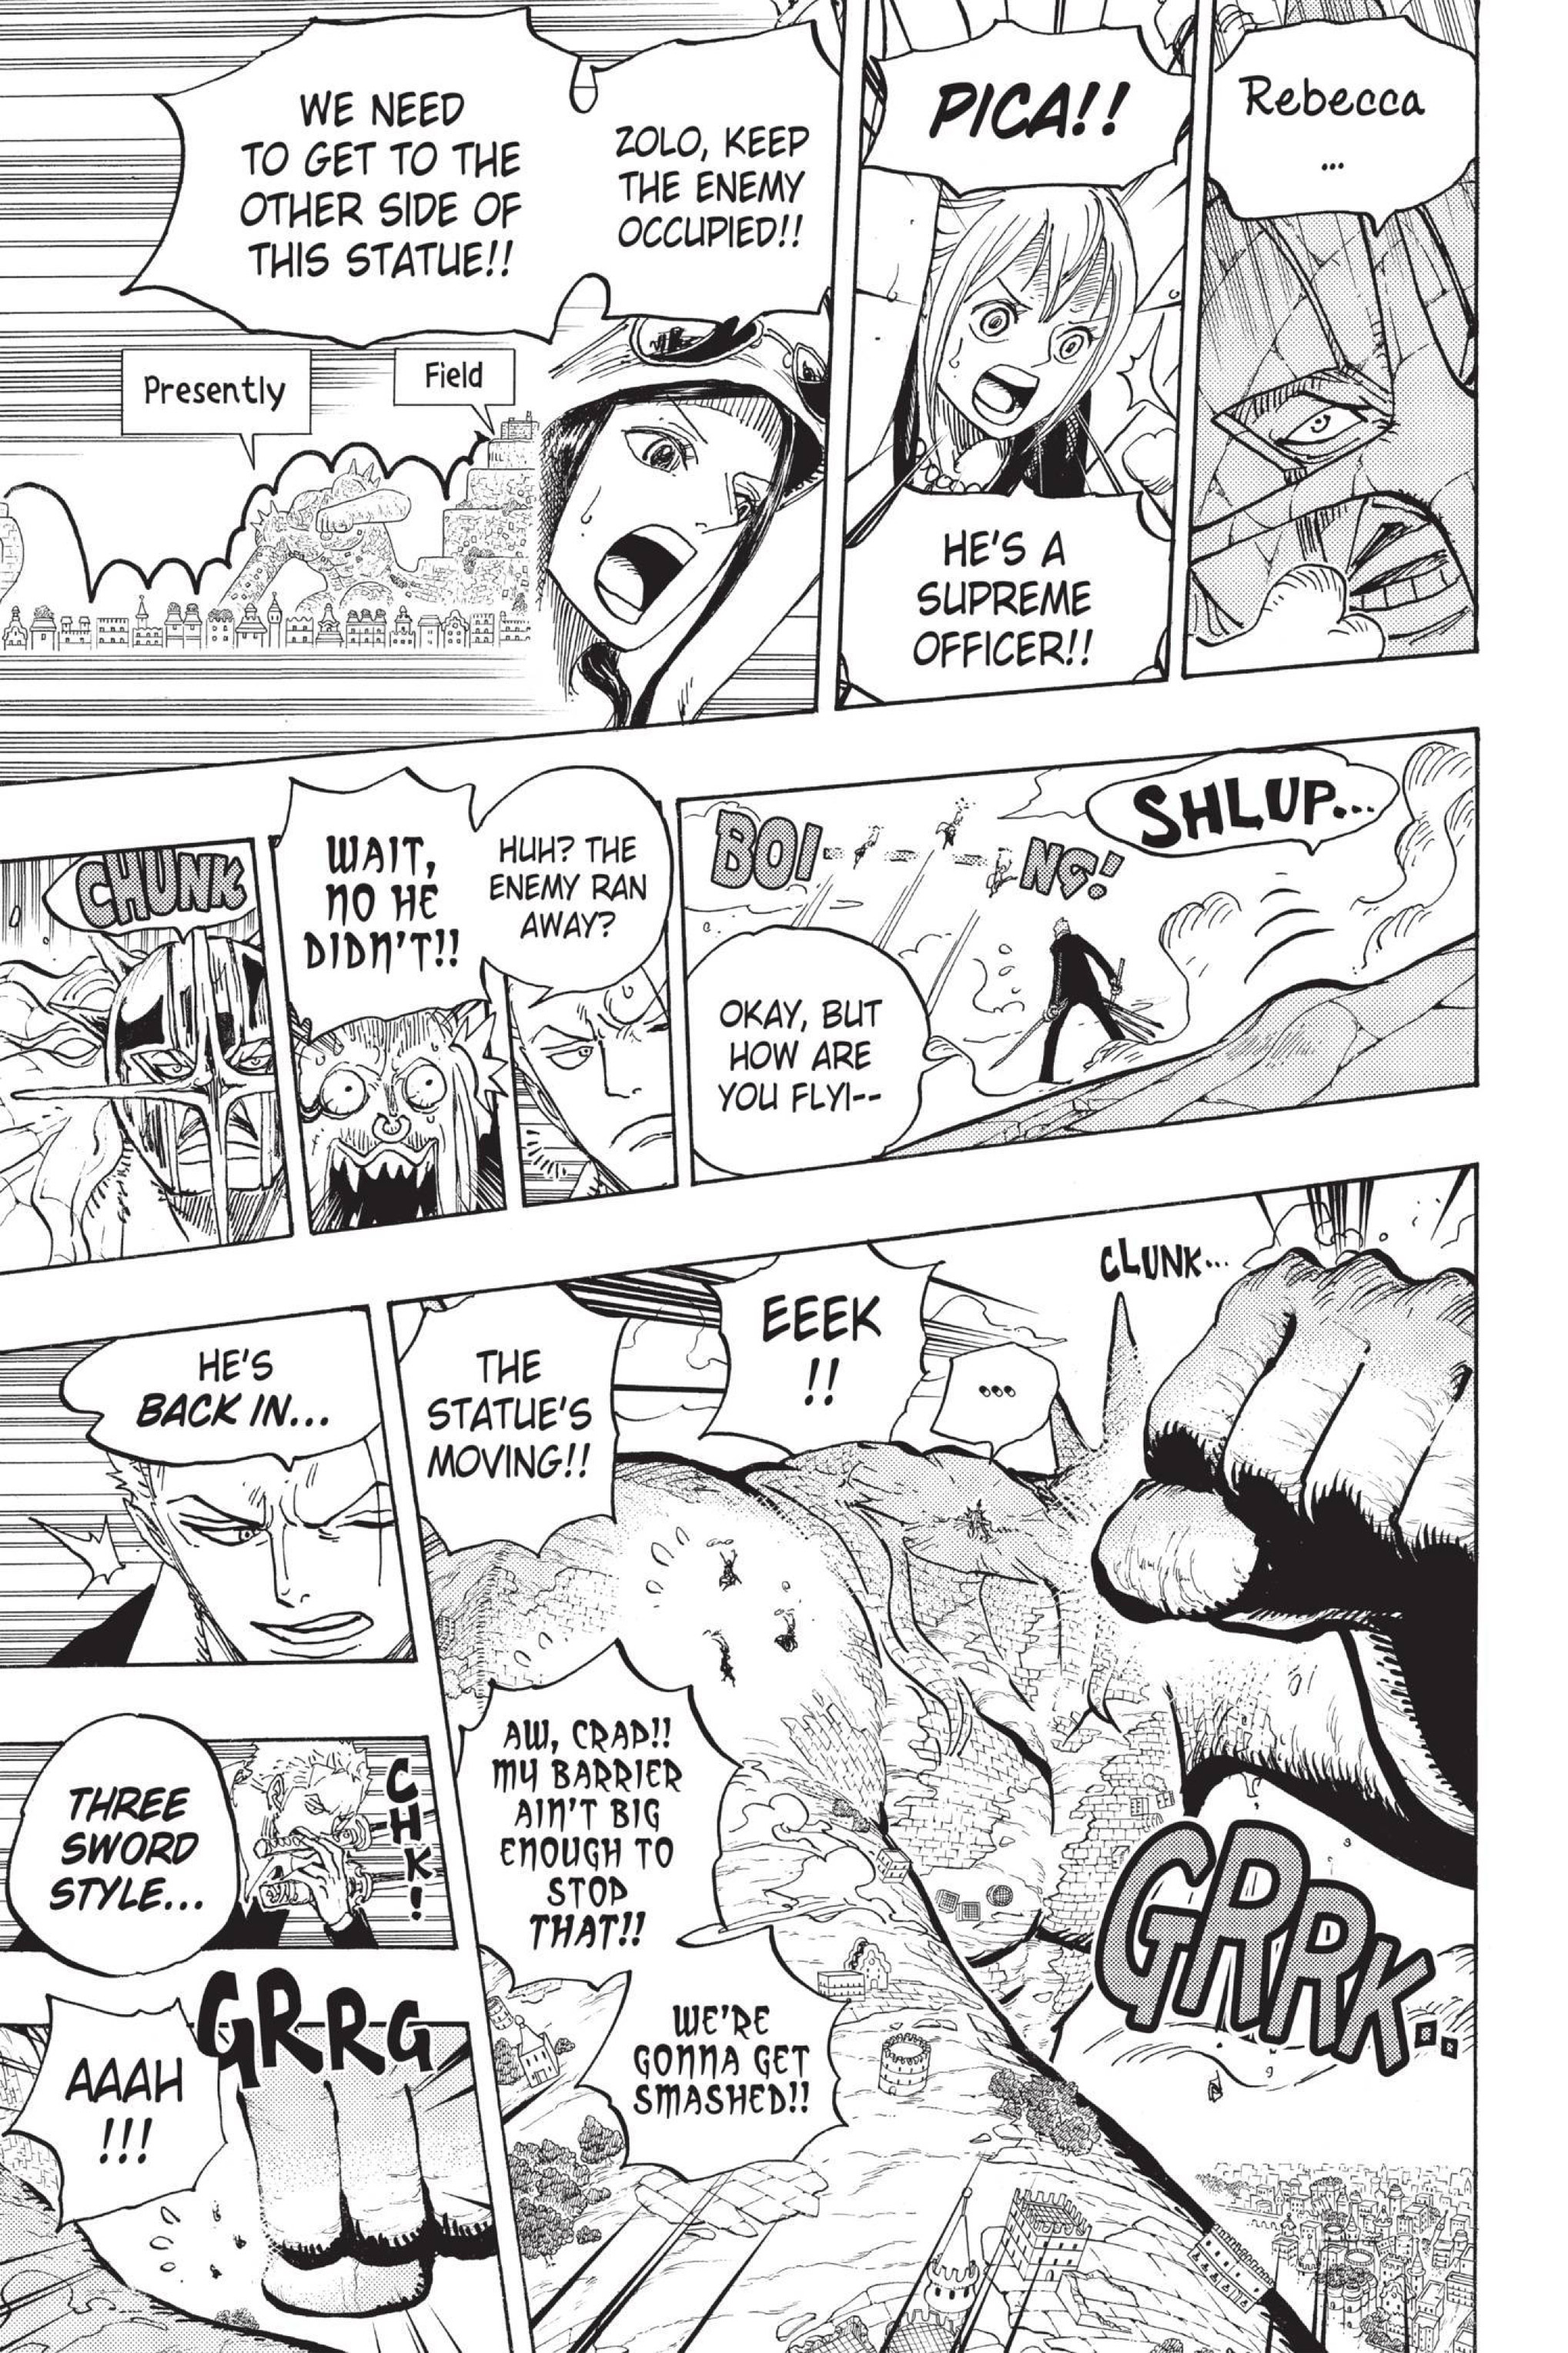 Rebecca
...
PICA!!
HE'S A
SUPREME
OFFICER!!
ZOLO, KEEP
THE ENEMY
OCCUPIED!!
WE NEED
TO GET TO THE
OTHER SIDE OF
THIS STATUE!!
Field
Presently
SHLUP...
BOI--NG!
OKAY, BUT
HOW ARE
YOU FLYI--
HUH? THE
ENEMY RAN
AWAY?
WAIT,
NO HE
DIDN'T!!
CHUNK
CLUNK...
...
EEEK
!!
THE
STATUE'S
MOVING!!
AW, CRAP!!
MY BARRIER
AIN'T BIG
ENOUGH TO
STOP
THAT!!
WE'RE
GONNA GET
SMASHED!!
GRRK..
HE'S
BACK IN...
CHK!
THREE
SWORD
STYLE...
GRRG
AAAH
!!!